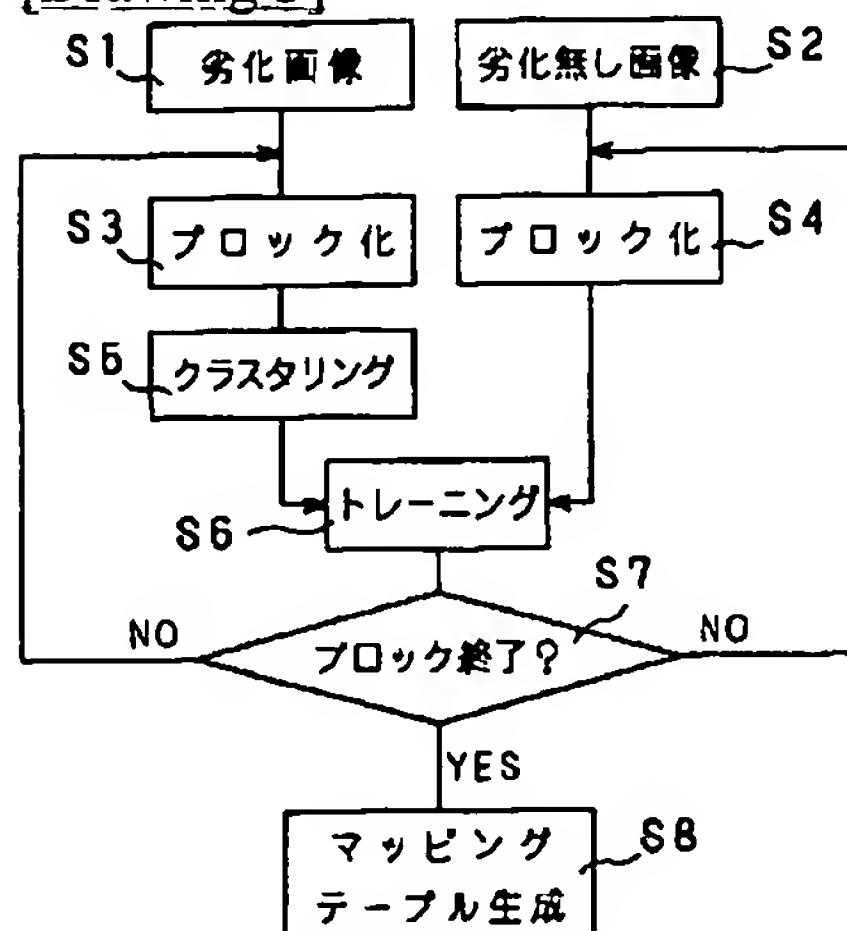 S1 劣化画像
劣化無し画像 S2
S3 ブロック化
ブロック化 S4
S5 クラスタリング
S6 トレーニング
S7
NO ブロック終了? NO
YES
マッピング S8
テーブル生成